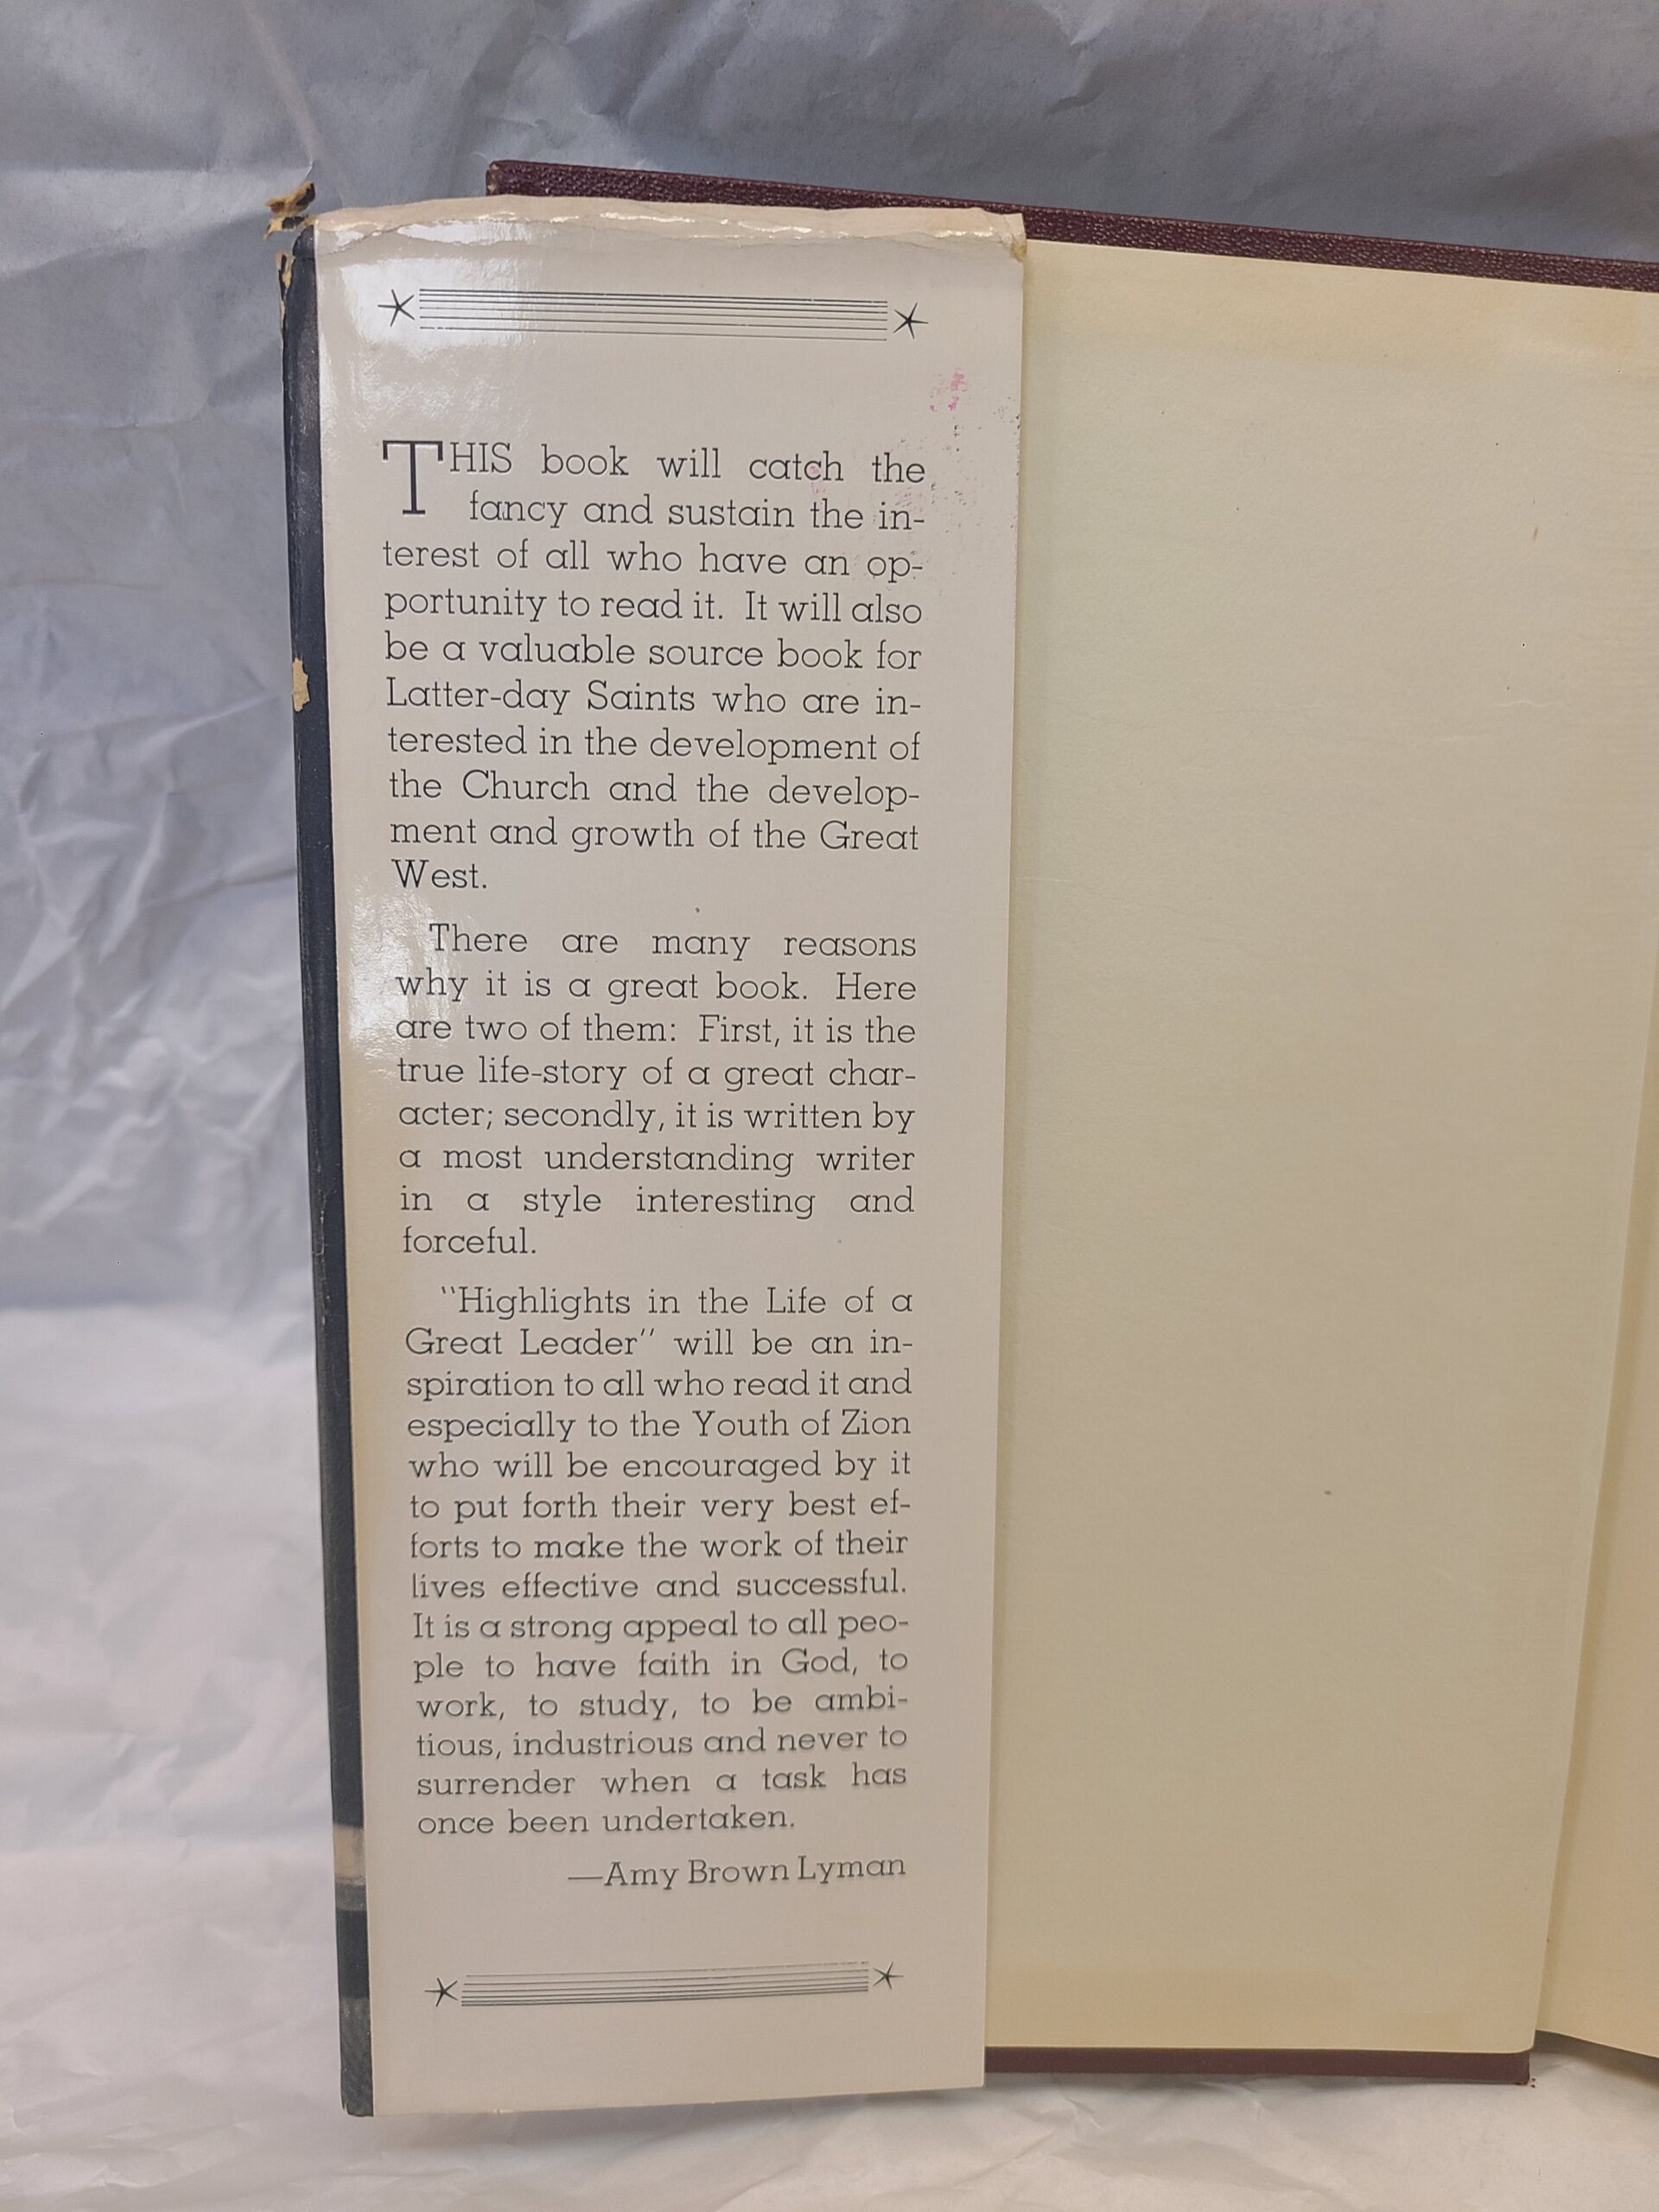 THIS book will catch the
fancy and sustain the in-
terest of all who have an op-
portunity to read it. It will also
be a valuable source book for
Latter-day Saints who are in-
terested in the development of
the Church and the develop-
ment and growth of the Great
West.
There are many reasons
why it is a great book. Here
are two of them: First, it is the
true life-story of a great char-
acter; secondly, it is written by
a most understanding writer
in a style interesting and
forceful.
"Highlights in the Life of a
Great Leader" will be an in-
spiration to all who read it and
especially to the Youth of Zion
who will be encouraged by it
to put forth their very best ef-
forts to make the work of their
lives effective and successful.
It is a strong appeal to all peo-
ple to have faith in God, to
work, to study, to be ambi-
tious, industrious and never to
surrender when a task has
once been undertaken.
—Amy Brown Lyman